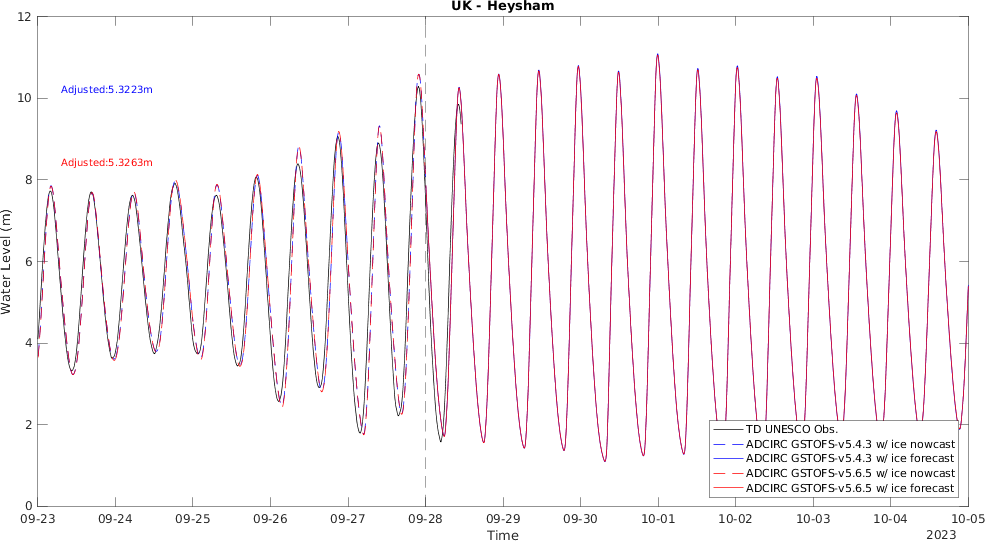 UK - Heysham
12
10
8
6
4
2
0
Water Level (m)
Adjusted:5.3223m
Adjusted:5.3263m
TD UNESCO Obs.
ADCIRC GSTOFS-v5.4.3 w/ ice nowcast
ADCIRC GSTOFS-v5.4.3 w/ ice forecast
ADCIRC GSTOFS-v5.6.5 w/ ice nowcast
ADCIRC GSTOFS-v5.6.5 w/ ice forecast
09-23 09-24 09-25 09-26 09-27 09-28 09-29 09-30 10-01 10-02 10-03 10-04 10-05
Time
2023